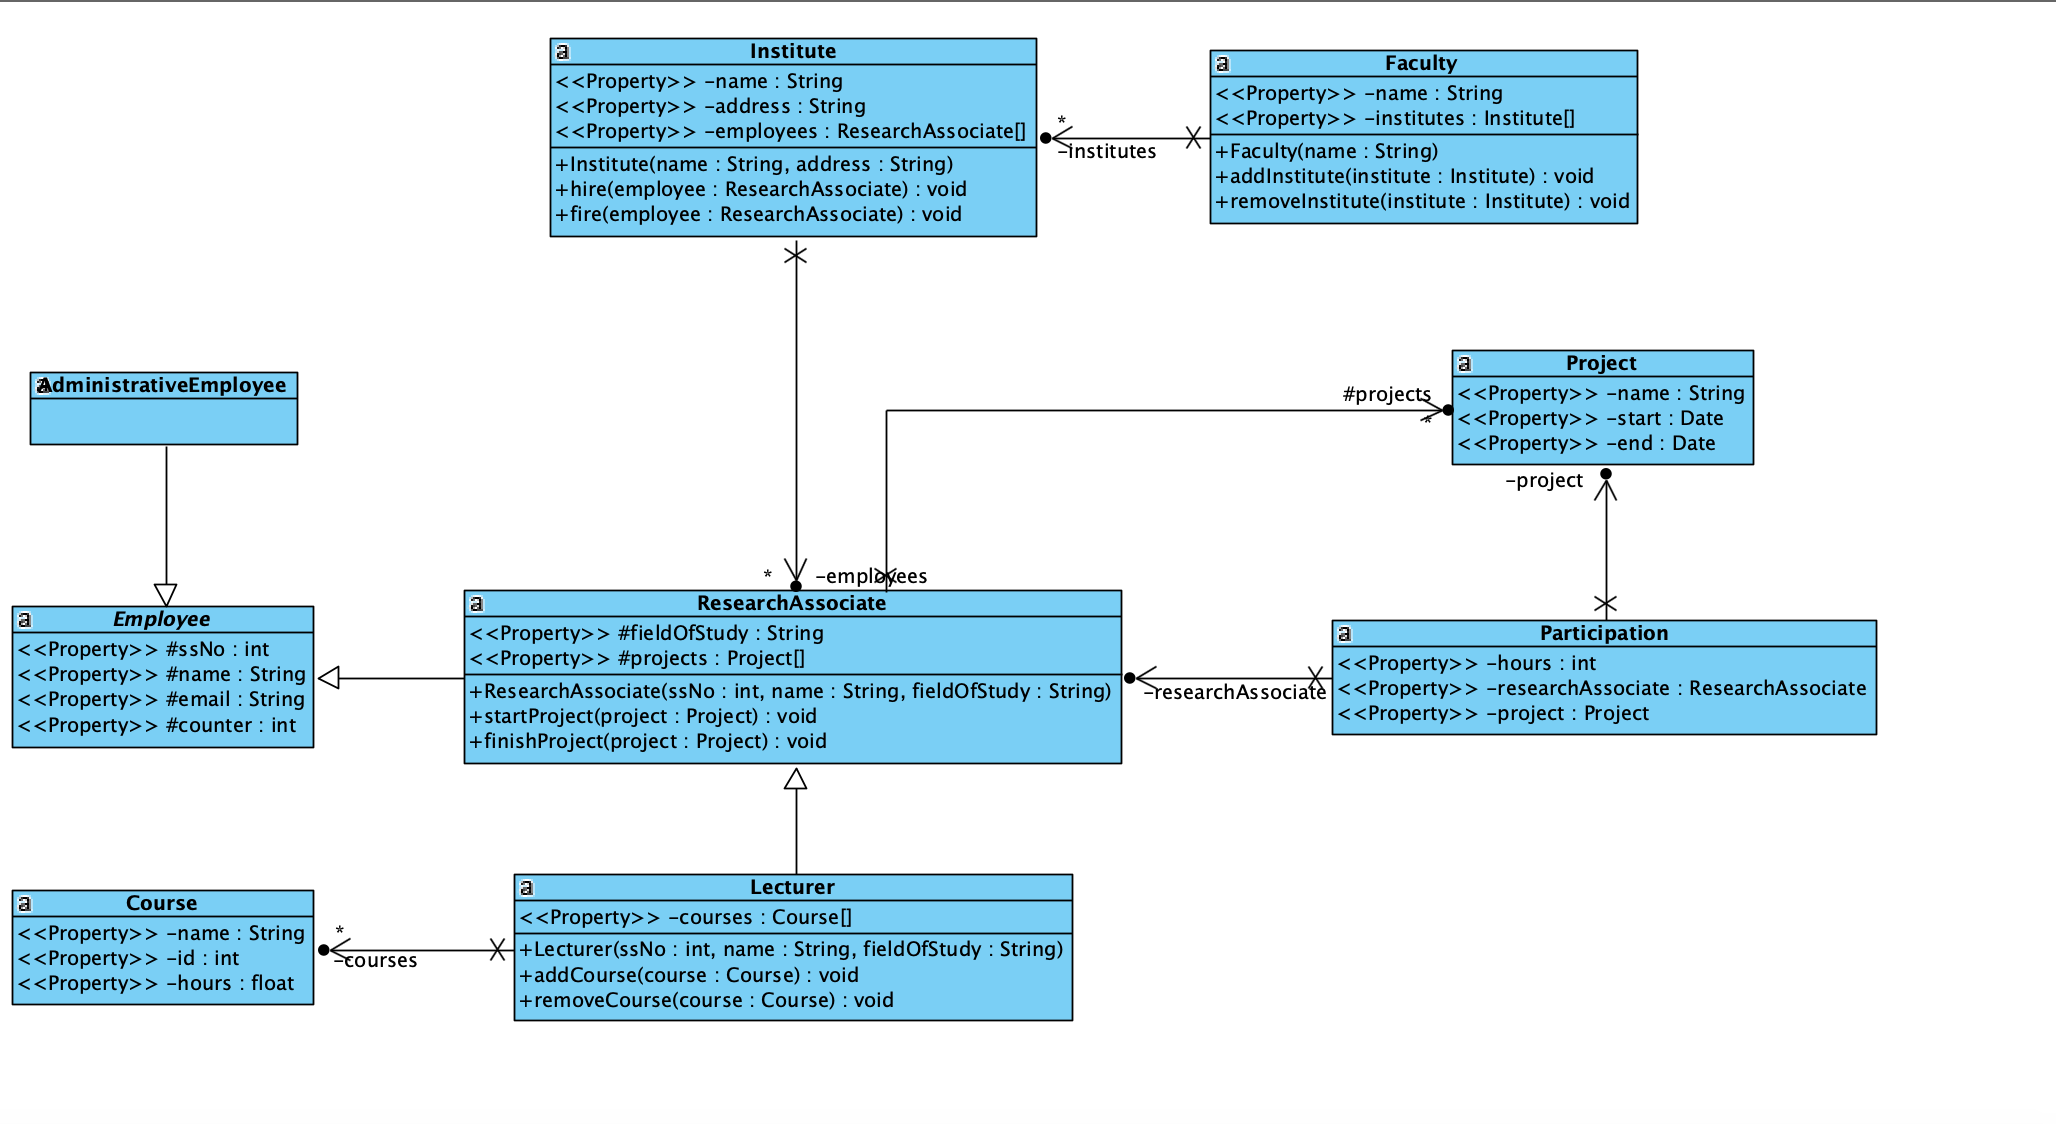 Institute
<<Property>> -name : String
<<Property>> -address : String
<<Property>> -employees : ResearchAssociate[]
+Institute(name : String, address : String)
+hire(employee : ResearchAssociate) : void
+fire(employee : ResearchAssociate) : void
*
-institutes
Faculty
<<Property>> -name : String
<<Property>> -institutes : Institute[]
+Faculty(name : String)
+addInstitute(institute : Institute) : void
+removeInstitute(institute : Institute) : void
AdministrativeEmployee
#projects
*
Project
<<Property>> -name : String
<<Property>> -start : Date
<<Property>> -end : Date
-project
* -employees
Employee
<<Property>> #ssNo : int
<<Property>> #name : String
<<Property>> #email : String
<<Property>> #counter : int
ResearchAssociate
<<Property>> #fieldOfStudy : String
<<Property>> #projects : Project[]
+ResearchAssociate(ssNo : int, name : String, fieldOfStudy : String)
+startProject(project : Project) : void
+finishProject(project : Project) : void
-researchAssociate
Participation
<<Property>> -hours : int
<<Property>> -researchAssociate : ResearchAssociate
<<Property>> -project : Project
Course
<<Property>> -name : String
<<Property>> -id : int
<<Property>> -hours : float
*
-courses
Lecturer
<<Property>> -courses : Course[]
+Lecturer(ssNo : int, name : String, fieldOfStudy : String)
+addCourse(course : Course) : void
+removeCourse(course : Course) : void